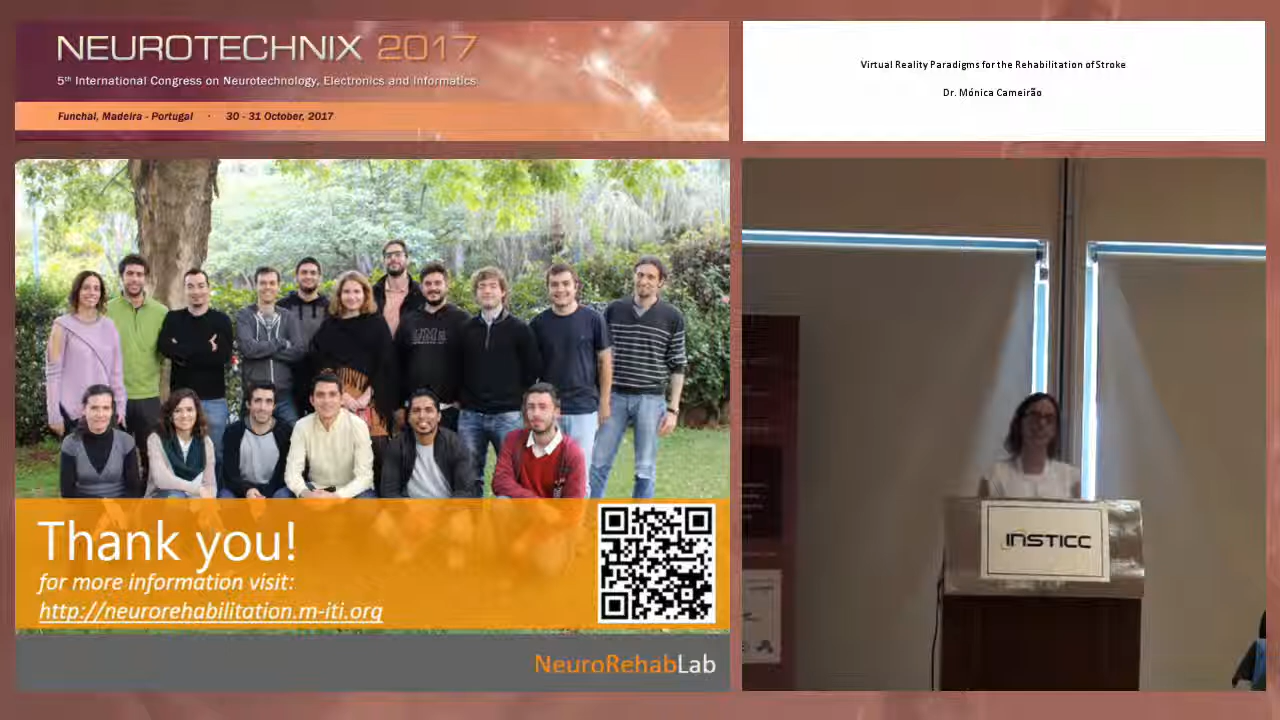 NEUROTECHNIX 2017
5th International Congress on Neurotechnology, Electronics and Informatics
Funchal, Madeira - Portugal · 30 - 31 October, 2017
Virtual Reality Paradigms for the Rehabilitation of Stroke
Dr. Mónica Cameirão
Thank you!
for more information visit:
http://neurorehabilitation.m-iti.org
NeuroRehabLab
INSTICC